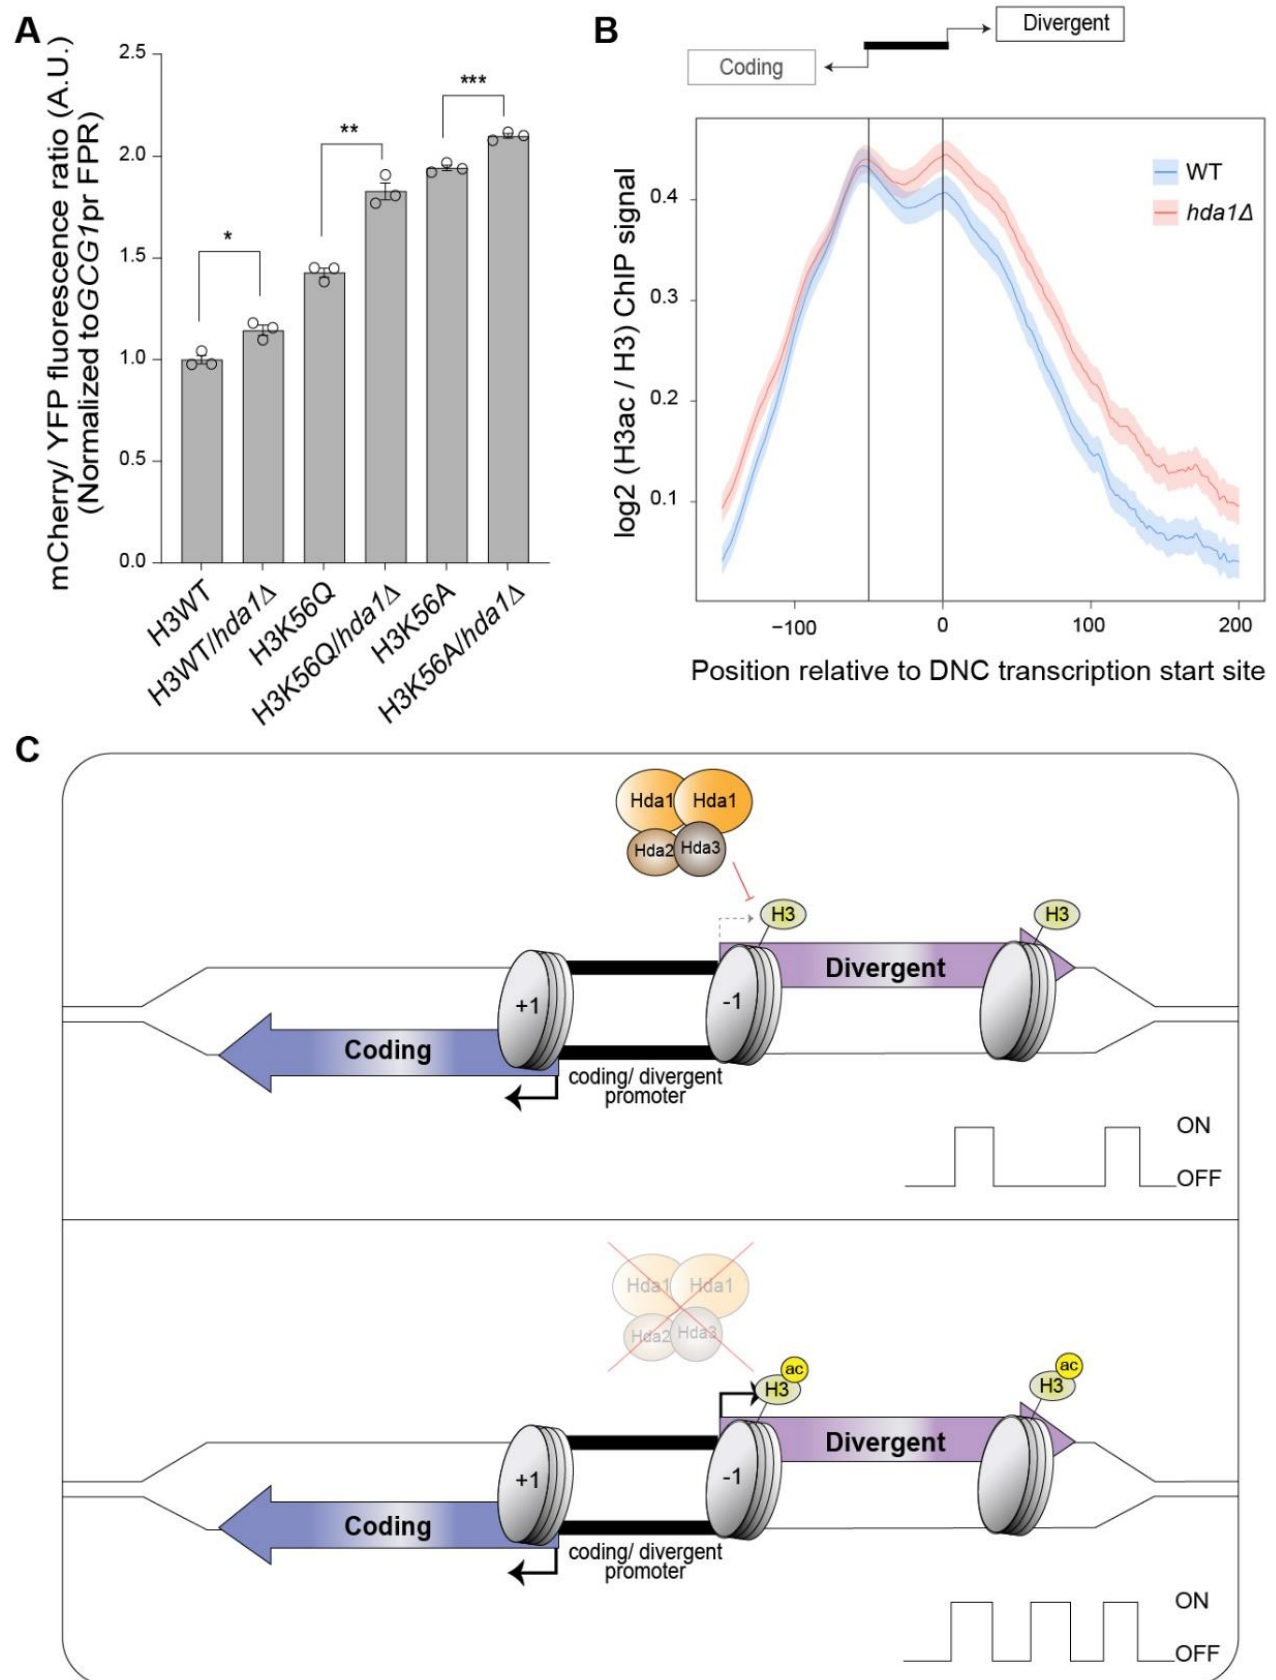 A
mCherry/ YFP fluorescence ratio (A.U.)
(Normalized toGCG1pr FPR)
2.5
2.0
1.5
1.0
0.5
0.0
*
**
***
H3WT
H3WT/hda1Δ
H3K56Q
H3K56Q/hda1Δ
H3K56A
H3K56A/hda1Δ
B
Divergent
Coding
log2 (H3ac / H3) ChIP signal
0.4
0.3
0.2
0.1
WT
hda1Δ
−100
0
100
200
Position relative to DNC transcription start site
C
Hda1
Hda1
Hda2
Hda3
H3
H3
Divergent
+1
-1
Coding
coding/ divergent
promoter
ON
OFF
Hda1
Hda1
Hda2
Hda3
ac
H3
ac
H3
Divergent
+1
-1
Coding
coding/ divergent
promoter
ON
OFF